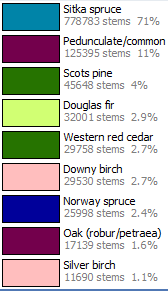 Sitka spruce
778783 stems 71%
Pedunculate/common
125395 stems 11%
Scots pine
45648 stems 4%
Douglas fir
32001 stems 2.9%
Western red cedar
29758 stems 2.7%
Downy birch
29530 stems 2.7%
Norway spruce
25998 stems 2.4%
Oak (robur/petraea)
17139 stems 1.6%
Silver birch
11690 stems 1.1%